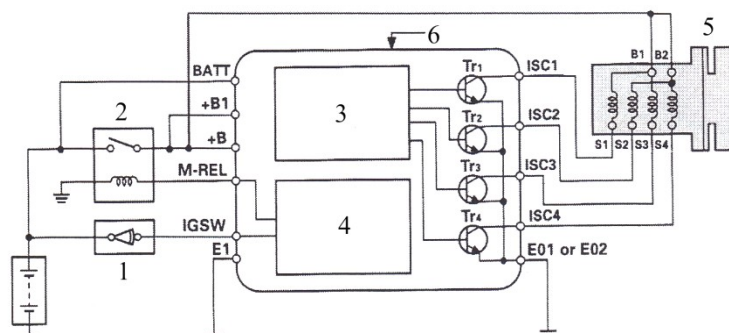 6
5
BATT
Tr1
ISC1
B1 B2
+B1
2
3
+B
Tr2
ISC2
S1 S2 S3 S4
M-REL
Tr3
ISC3
IGSW
4
Tr4
ISC4
E1
1
E01 or E02